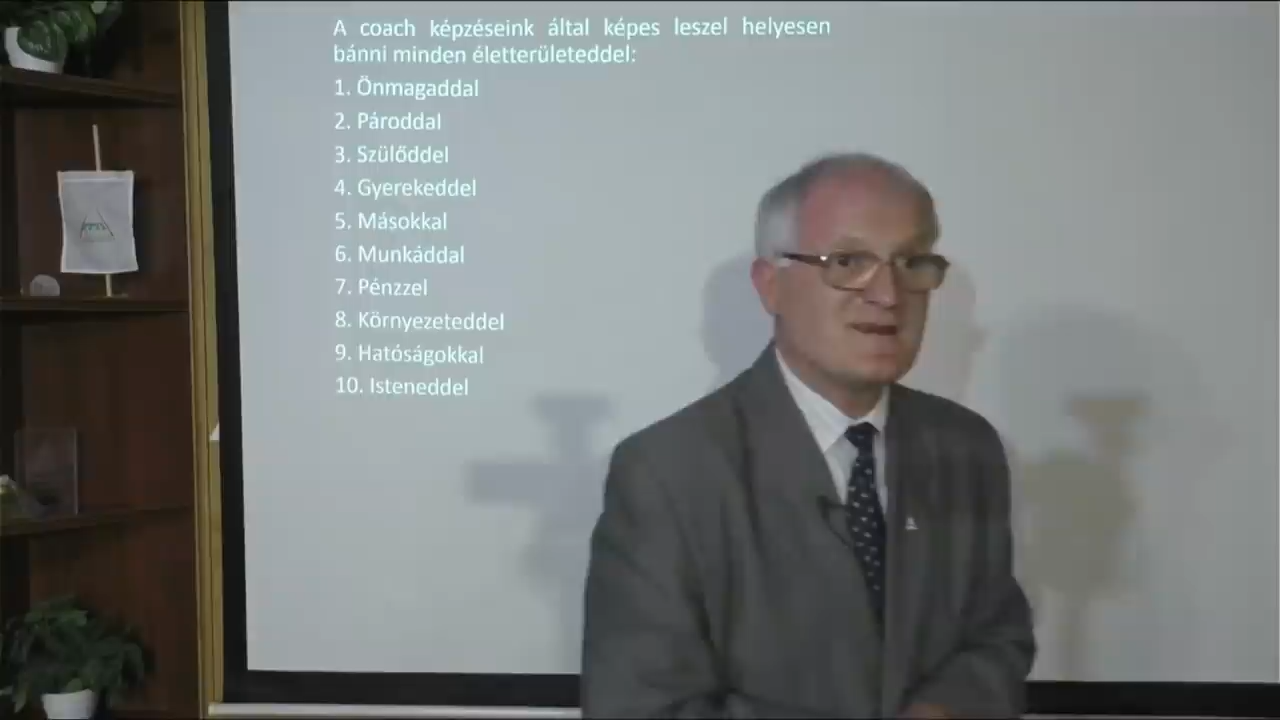 A coach képzéseink által képes leszel helyesen
bánni minden életterületeddel:
1. Önmagaddal
2. Pároddal
3. Szülőddel
4. Gyerekeddel
5. Másokkal
6. Munkáddal
7. Pénzzel
8. Környezeteddel
9. Hatóságokkal
10. Isteneddel